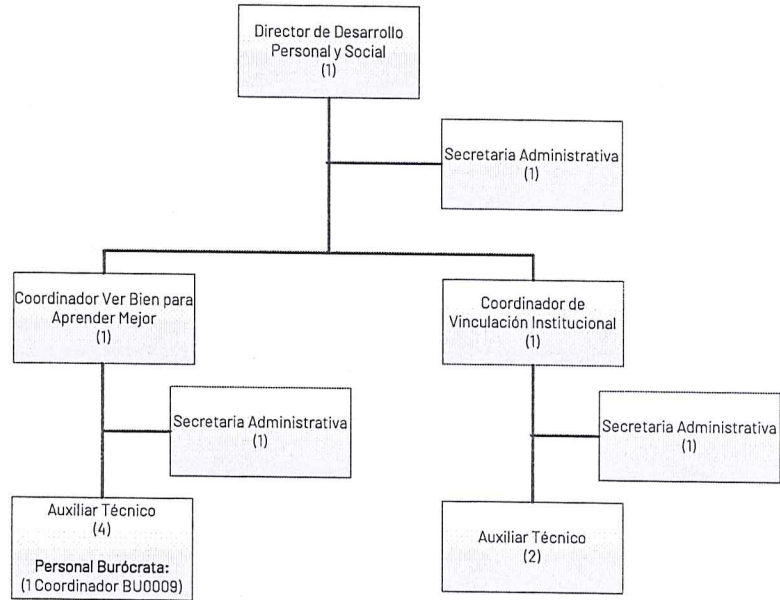 Director de Desarrollo
Personal y Social
(1)
Secretaria Administrativa
(1)
Coordinador Ver Bien para
Aprender Mejor
(1)
Coordinador de
Vinculación Institucional
(1)
Secretaria Administrativa
(1)
Secretaria Administrativa
(1)
Auxiliar Técnico
(4)
Personal Burócrata:
(1 Coordinador BU0009)
Auxiliar Técnico
(2)